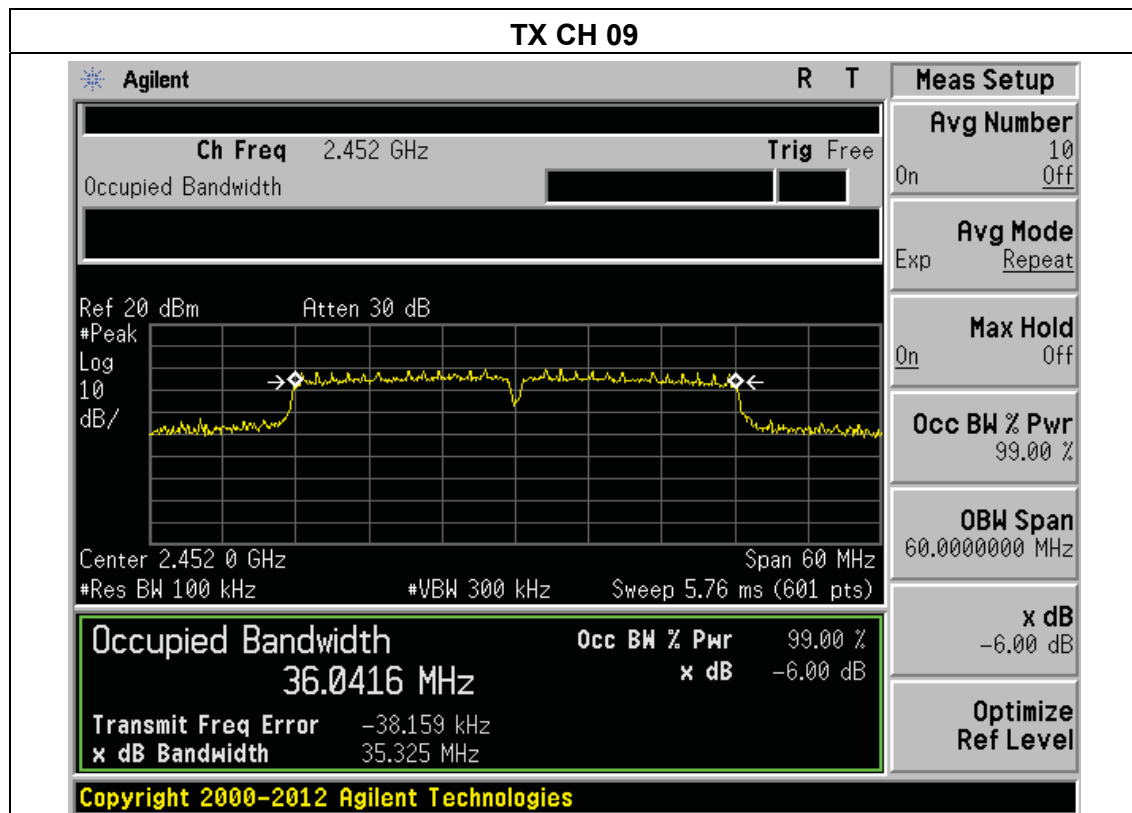 TX CH 09
Agilent R T
Ch Freq 2.452 GHz Trig Free
Occupied Bandwidth
Ref 20 dBm Atten 30 dB
#Peak
Log
10
dB/
Center 2.452 0 GHz Span 60 MHz
#Res BW 100 kHz #VBW 300 kHz Sweep 5.76 ms (601 pts)
Occupied Bandwidth Occ BW % Pwr 99.00 %
36.0416 MHz x dB -6.00 dB
Transmit Freq Error -38.159 kHz
x dB Bandwidth 35.325 MHz
Copyright 2000-2012 Agilent Technologies
Meas Setup
Avg Number
10
On Off
Avg Mode
Exp Repeat
Max Hold
On Off
Occ BW % Pwr
99.00 %
OBW Span
60.0000000 MHz
x dB
-6.00 dB
Optimize
Ref Level